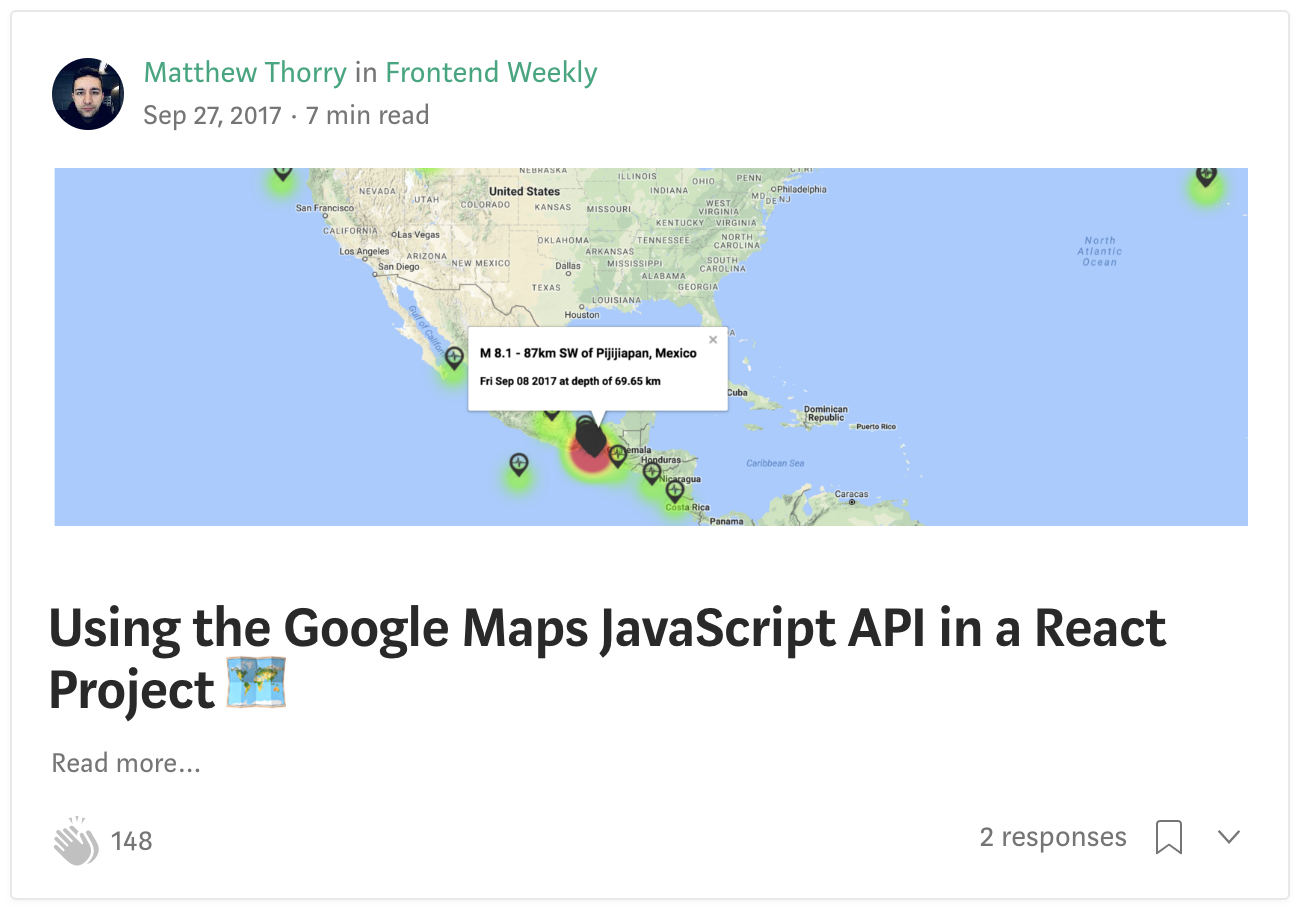 Matthew Thorry in Frontend Weekly
Sep 27, 2017 · 7 min read
NEBRASKA
ILLINOIS
OHIO
PENN
NEVADA
United States
INDIANA
MD
DE
NJ
Philadelphia
UTAH
COLORADO
KANSAS
MISSOURI
WEST VIRGINIA
San Francisco
KENTUCKY
VIRGINIA
CALIFORNIA
Las Vegas
OKLAHOMA
TENNESSEE
NORTH CAROLINA
North Atlantic Ocean
Los Angeles
ARIZONA
NEW MEXICO
ARKANSAS
San Diego
Dallas
MISSISSIPPI
SOUTH CAROLINA
ALABAMA
TEXAS
GEORGIA
LOUISIANA
Houston
Gulf of Califor
M 8.1 - 87km SW of Pijijiapan, Mexico
×
Fri Sep 08 2017 at depth of 69.65 km
Cuba
Dominican Republic
Puerto Rico
emala
Honduras
Caribbean Sea
Nicaragua
Caracas
Costa Rica
Panama
Using the Google Maps JavaScript API in a React
Project
Read more...
148
2 responses